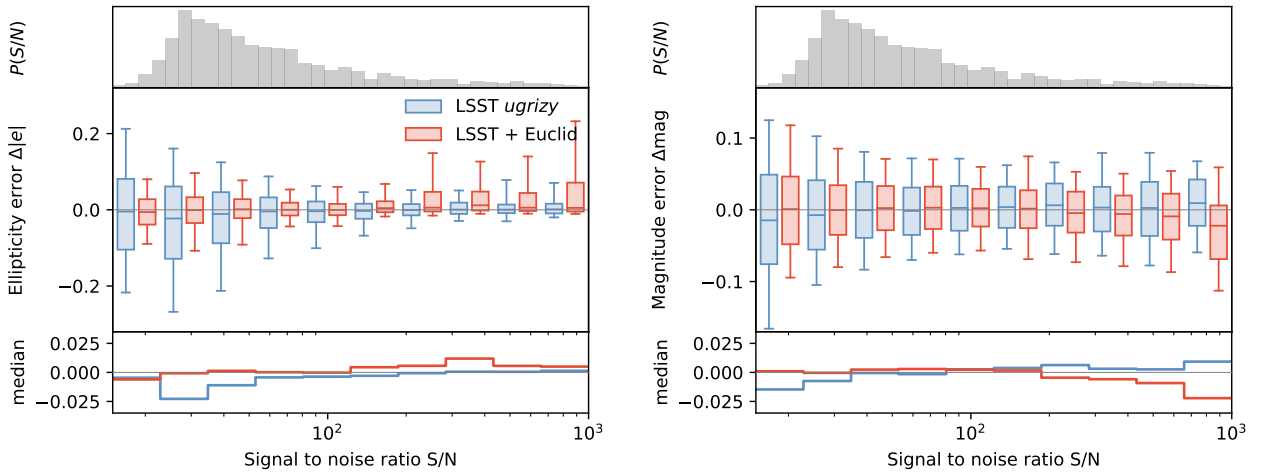 P(S/N)
Ellipticity error Δ|e|
0.2
0.0
−0.2
LSST ugrizy
LSST + Euclid
median
0.025
0.000
−0.025
10²
10³
Signal to noise ratio S/N
P(S/N)
Magnitude error Δmag
0.1
0.0
−0.1
median
0.025
0.000
−0.025
10²
10³
Signal to noise ratio S/N